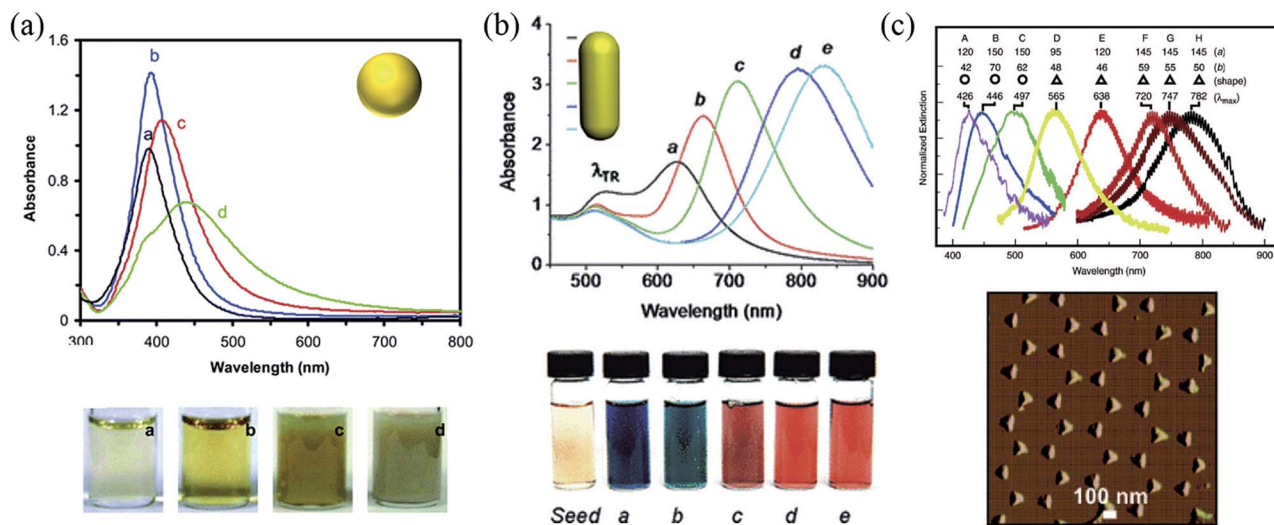 (a)
1.6
1.2
0.8
0.4
0
Absorbance
300 400 500 600 700 800
Wavelength (nm)
a
b
c
d
a b c d
(b)
4
3
2
1
0
Absorbance
λTR
a
b
c
d
e
500 600 700 800 900
Wavelength (nm)
Seed a b c d e
(c)
A B C D E F G H
120 150 150 95 120 145 145 145 (a)
42 70 62 48 46 59 55 50 (b)
(shape)
426 446 497 565 638 720 747 782 (λmax)
Normalized Extinction
400 500 600 700 800 900
Wavelength (nm)
100 nm